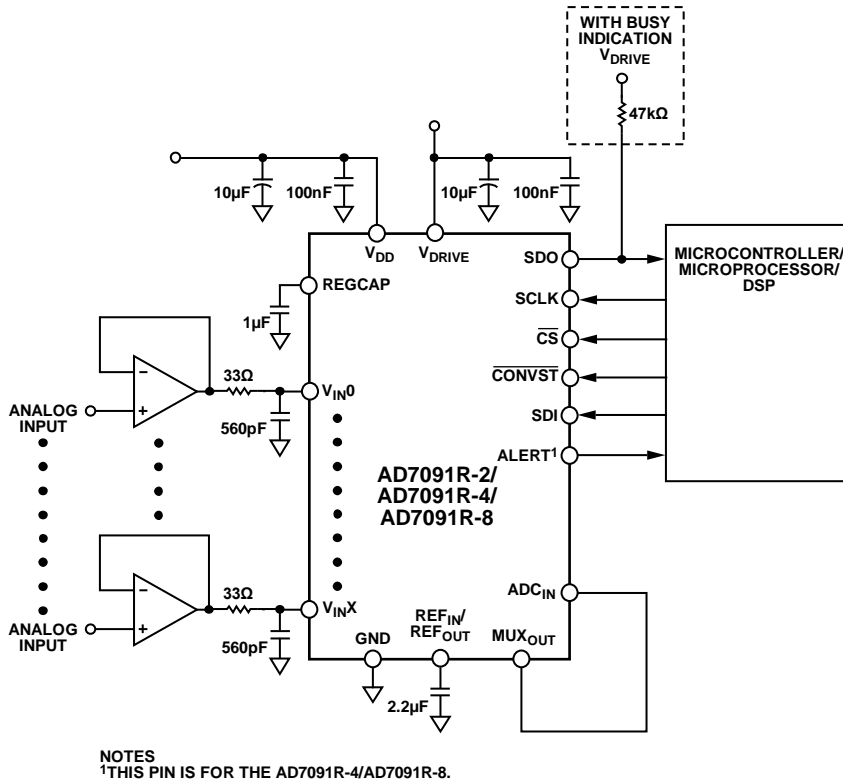 WITH BUSY
INDICATION
VDRIVE
47kΩ
10µF
100nF
10µF
100nF
VDD
VDRIVE
REGCAP
1µF
SDO
SCLK
CS
CONVST
SDI
ALERT1
MICROCONTROLLER/
MICROPROCESSOR/
DSP
33Ω
VIN0
ANALOG
INPUT
560pF
AD7091R-2/
AD7091R-4/
AD7091R-8
33Ω
VINX
ANALOG
INPUT
560pF
ADCIN
GND
REFIN/
REFOUT
MUXOUT
2.2µF
NOTES
1THIS PIN IS FOR THE AD7091R-4/AD7091R-8.